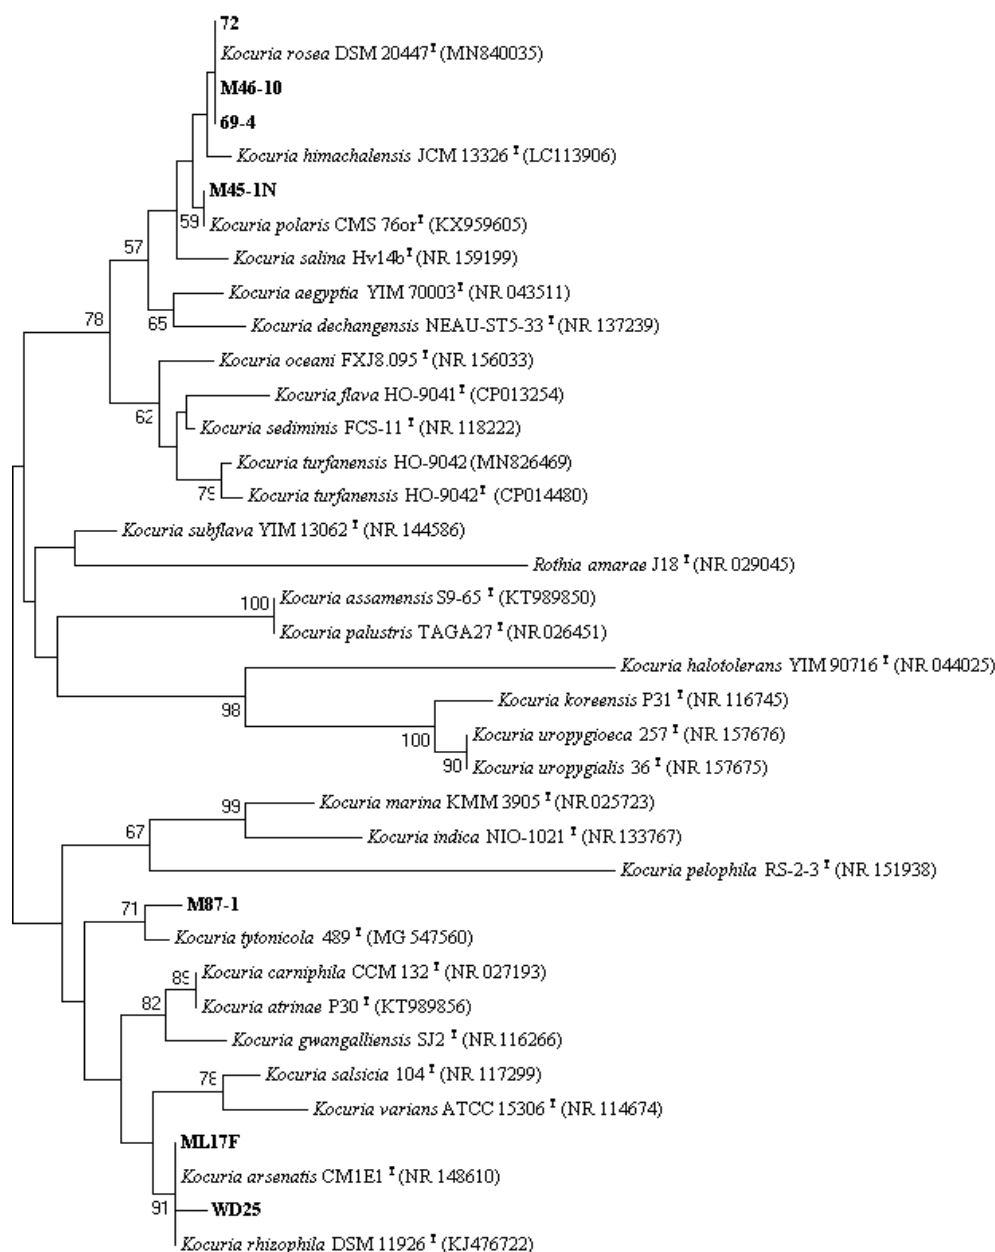 72
Kocuria rosea DSM 20447ᵀ (MN840035)
M46-10
69-4
Kocuria himachalensis JCM 13326 ᵀ (LC113906)
M45-1N
59
Kocuria polaris CMS 76orᵀ (KX959605)
57
Kocuria salina Hv14bᵀ (NR 159199)
Kocuria aegyptia YIM 70003ᵀ (NR 043511)
78
65
Kocuria dechangensis NEAU-ST5-33 ᵀ (NR 137239)
Kocuria oceani FXJ8.095 ᵀ (NR 156033)
Kocuria flava HO-9041ᵀ (CP013254)
62
Kocuria sediminis FCS-11 ᵀ (NR 118222)
Kocuria turfanensis HO-9042 (MN826469)
79
Kocuria turfanensis HO-9042ᵀ (CP014480)
Kocuria subflava YIM 13062 ᵀ (NR 144586)
Rothia amarae J18 ᵀ (NR 029045)
100
Kocuria assamensis S9-65 ᵀ (KT989850)
Kocuria palustris TAGA27 ᵀ (NR 026451)
Kocuria halotolerans YIM 90716 ᵀ (NR 044025)
98
Kocuria koreensis P31 ᵀ (NR 116745)
100
Kocuria uropygioeca 257 ᵀ (NR 157676)
90
Kocuria uropygialis 36 ᵀ (NR 157675)
99
Kocuria marina KMM 3905 ᵀ (NR 025723)
67
Kocuria indica NIO-1021 ᵀ (NR 133767)
Kocuria pelophila RS-2-3 ᵀ (NR 151938)
71
M87-1
Kocuria tytonicola 489 ᵀ (MG 547560)
89
Kocuria carniphila CCM 132 ᵀ (NR 027193)
82
Kocuria atrinae P30 ᵀ (KT989856)
Kocuria gwangalliensis SJ2 ᵀ (NR 116266)
78
Kocuria salsicia 104 ᵀ (NR 117299)
Kocuria varians ATCC 15306 ᵀ (NR 114674)
ML17F
Kocuria arsenatis CM1E1 ᵀ (NR 148610)
91
WD25
Kocuria rhizophila DSM 11926 ᵀ (KJ476722)